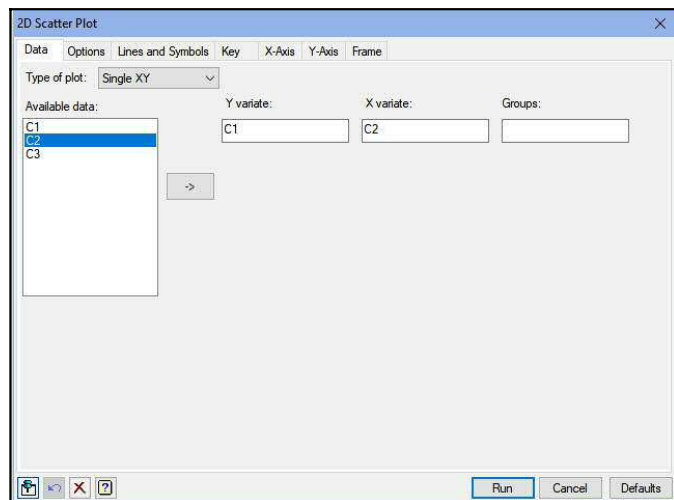 2D Scatter Plot
Data Options Lines and Symbols Key X-Axis Y-Axis Frame
Type of plot: Single XY
Available data: Y variate: X variate: Groups:
C1 C1 C2
C2
C3
->
Run Cancel Defaults